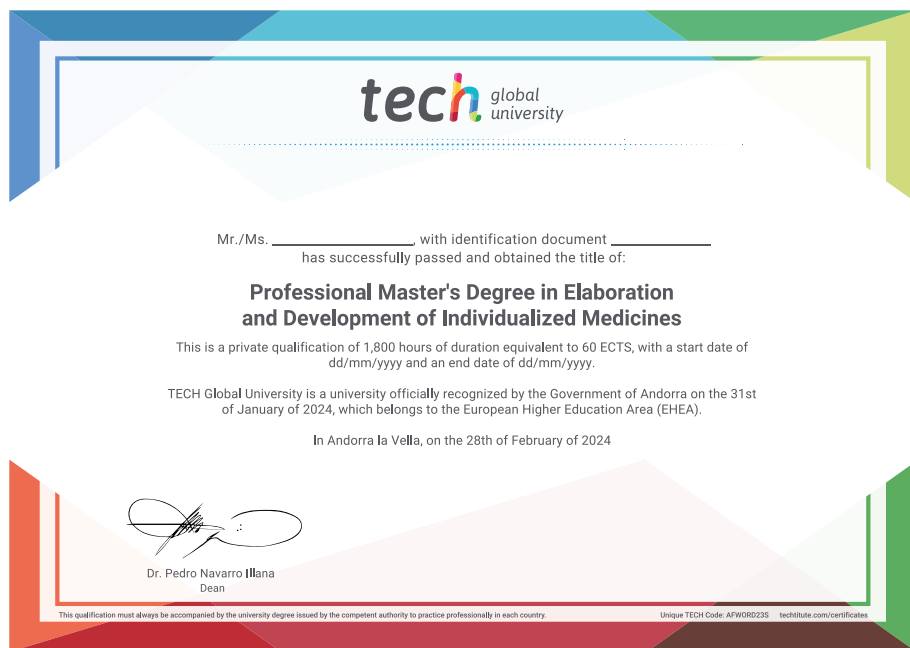 tech global
university
Mr./Ms. ____________________, with identification document ______________
has successfully passed and obtained the title of:
Professional Master's Degree in Elaboration
and Development of Individualized Medicines
This is a private qualification of 1,800 hours of duration equivalent to 60 ECTS, with a start date of
dd/mm/yyyy and an end date of dd/mm/yyyy.
TECH Global University is a university officially recognized by the Government of Andorra on the 31st
of January of 2024, which belongs to the European Higher Education Area (EHEA).
In Andorra la Vella, on the 28th of February of 2024
Dr. Pedro Navarro Illana
Dean
This qualification must always be accompanied by the university degree issued by the competent authority to practice professionally in each country.
Unique TECH Code: AFWORD23S techtitute.com/certificates